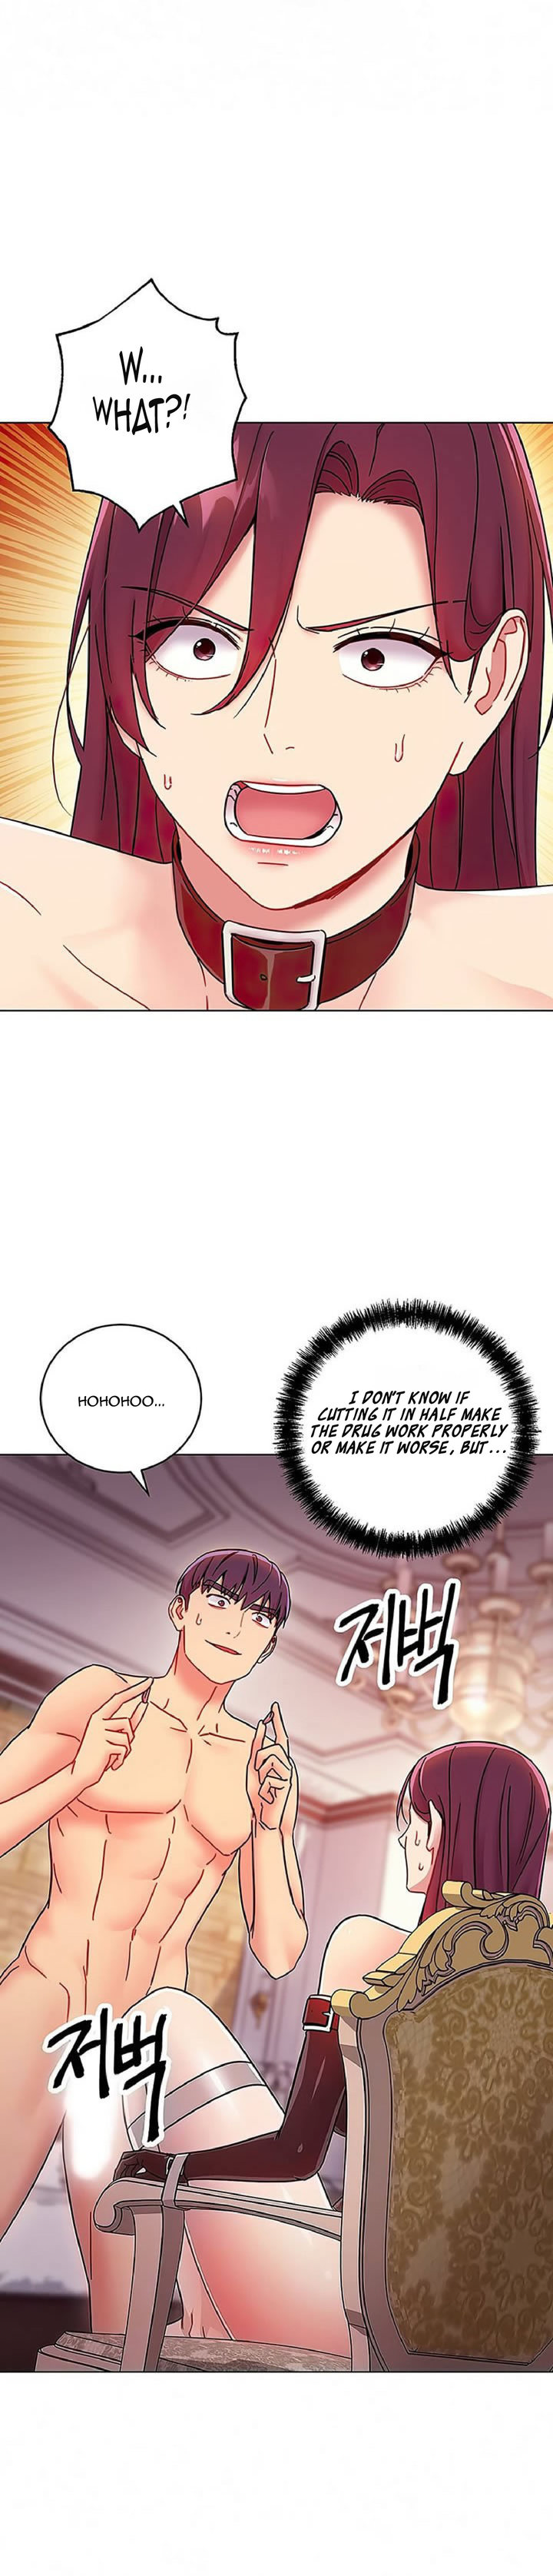 W...
WHAT?!
HOHOHOO...
I DON'T KNOW IF
CUTTING IT IN HALF MAKE
THE DRUG WORK PROPERLY
OR MAKE IT WORSE, BUT...
저벅
저벅